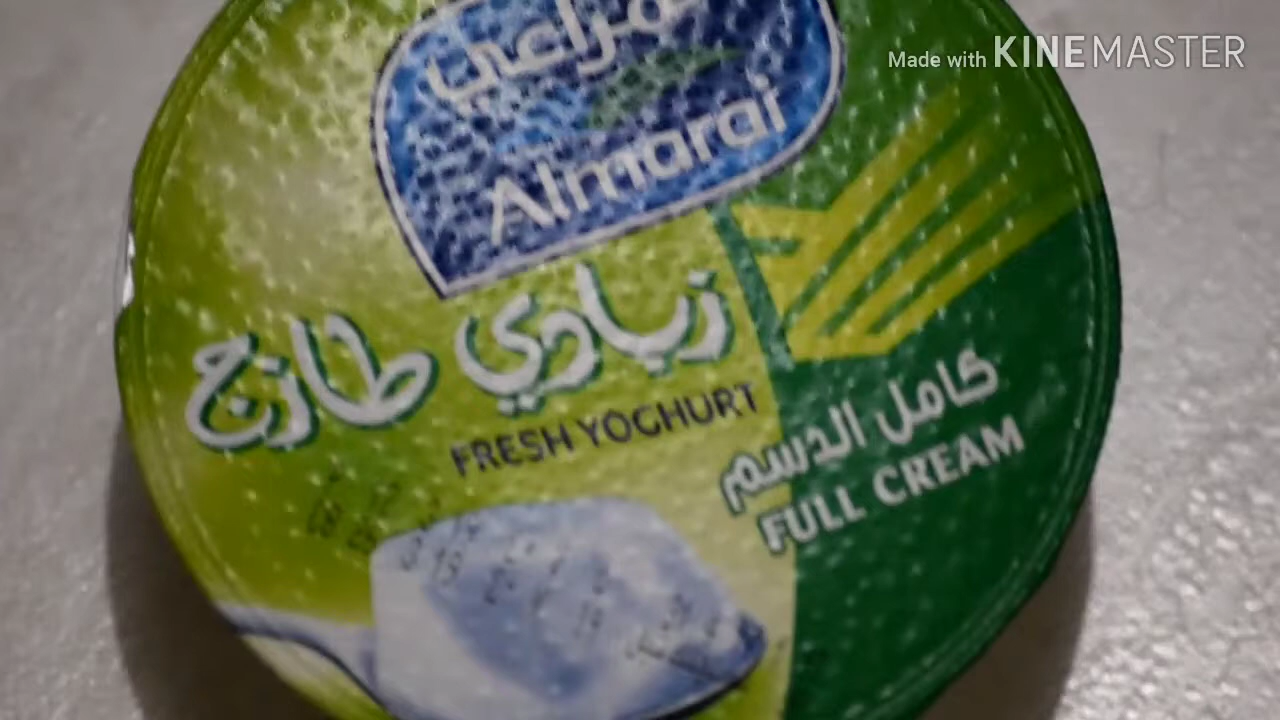 Made with KINEMASTER
المراعي
Almarai
زبادي طازج
FRESH YOGHURT
كامل الدسم
FULL CREAM